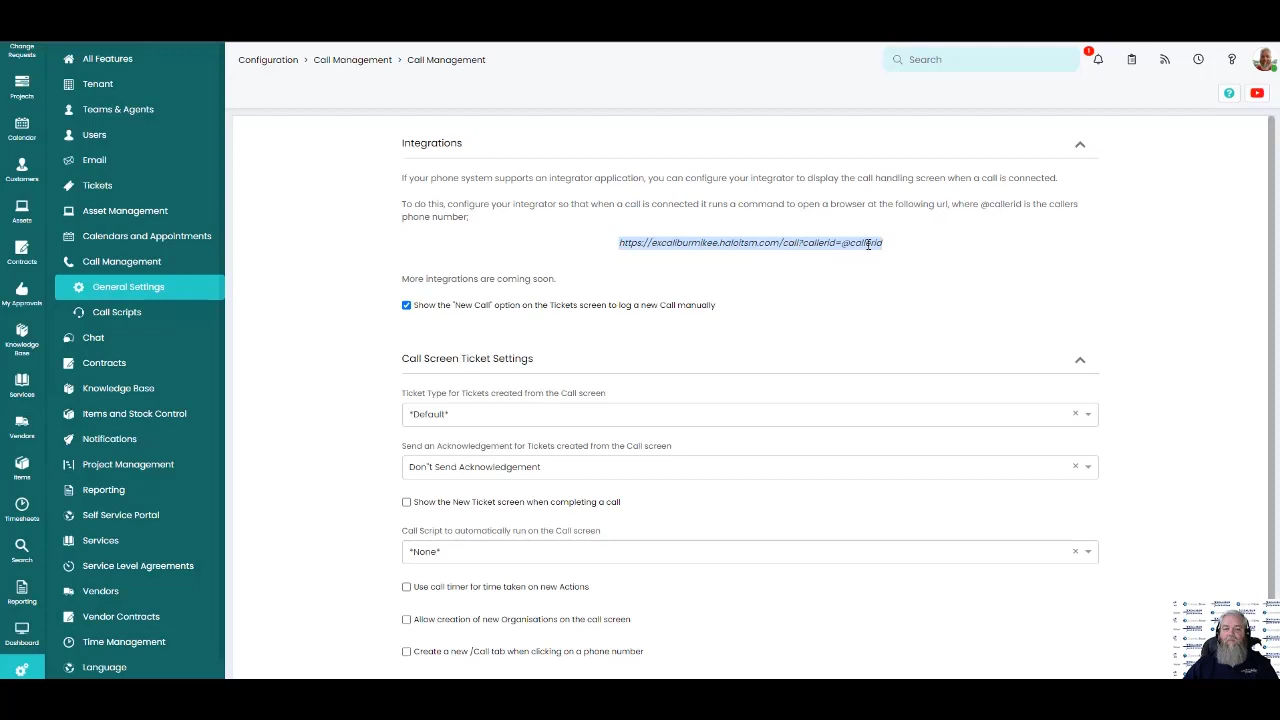 Change
Requests
Projects
Calendar
Customers
Assets
Contracts
My Approvals
Knowledge
Base
Services
Vendors
Items
Timesheets
Search
Reporting
Dashboard
All Features
Tenant
Teams & Agents
Users
Email
Tickets
Asset Management
Calendars and Appointments
Call Management
General Settings
Call Scripts
Chat
Contracts
Knowledge Base
Items and Stock Control
Notifications
Project Management
Reporting
Self Service Portal
Services
Service Level Agreements
Vendors
Vendor Contracts
Time Management
Language
Configuration > Call Management > Call Management
Search
1
Integrations
If your phone system supports an integrator application, you can configure your integrator to display the call handling screen when a call is connected.
To do this, configure your integrator so that when a call is connected it runs a command to open a browser at the following url, where @callerid is the callers
phone number;
https://excaliburmikee.haloitsm.com/call?callerid=@callerid
More integrations are coming soon.
Show the "New Call" option on the Tickets screen to log a new Call manually
Call Screen Ticket Settings
Ticket Type for Tickets created from the Call screen
*Default*
Send an Acknowledgement for Tickets created from the Call screen
Don"t Send Acknowledgement
Show the New Ticket screen when completing a call
Call Script to automatically run on the Call screen
*None*
Use call timer for time taken on new Actions
Allow creation of new Organisations on the call screen
Create a new /Call tab when clicking on a phone number